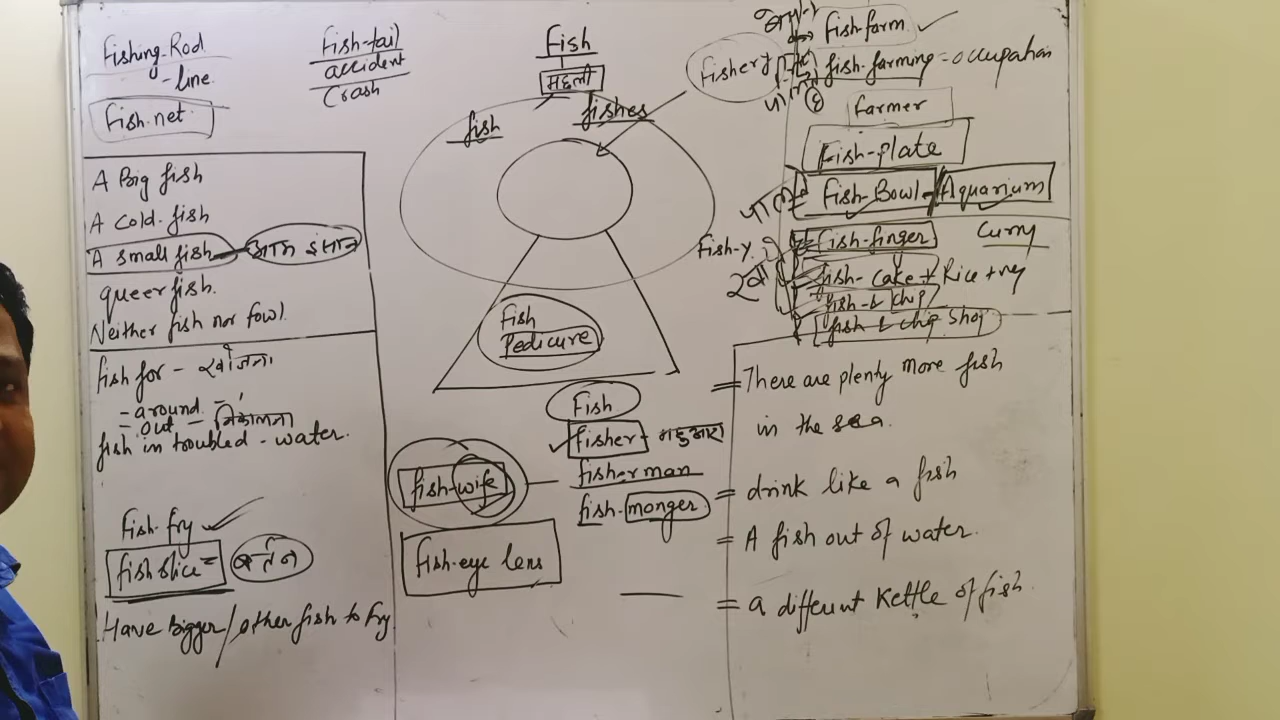 Fishing-Rod
-line
Fish-net
Fish-tail
accident
Crash
Fish
मछली
fish
fishes
Fishery
Fish-farm
fish-farming - occupation
farmer
Fish-plate
Fish-Bowl - Aquarium
Fish-y
Fish-finger
Curry
fish-cake + Rice +
fish & chip
fish & chip shop
A Big fish
A cold-fish
A small fish - आम इंसान
queer fish.
Neither fish nor fowl
fish for - खोजना
- around -
- out - निकालना
fish in troubled-water.
Fish-fry
fish slice = बर्तन
Have bigger/other fish to fry
Fish
Pedicure
Fish
fisher - मछुआरा
fisherman
fish-monger
fish-wife
fish-eye lens
= There are plenty more fish
in the sea.
= drink like a fish
= A fish out of water.
= a different Kettle of fish.